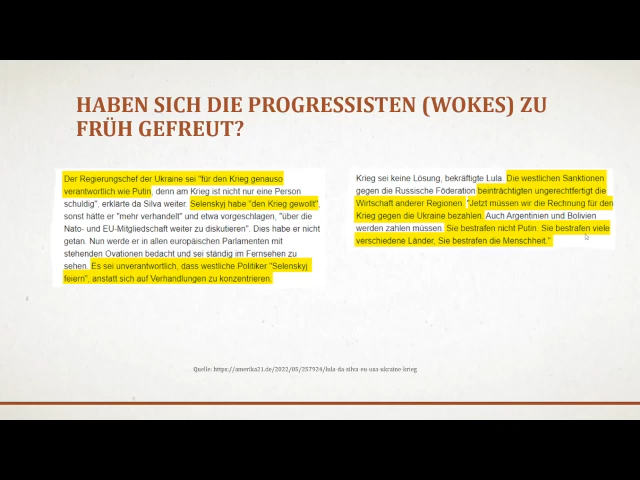 HABEN SICH DIE PROGRESSISTEN (WOKES) ZU
FRÜH GEFREUT?
Der Regierungschef der Ukraine sei "für den Krieg genauso
verantwortlich wie Putin, denn am Krieg ist nicht nur eine Person
schuldig", erklärte da Silva weiter. Selenskyj habe "den Krieg gewollt",
sonst hätte er "mehr verhandelt" und etwa vorgeschlagen, "über die
Nato- und EU-Mitgliedschaft weiter zu diskutieren". Dies habe er nicht
getan. Nun werde er in allen europäischen Parlamenten mit
stehenden Ovationen bedacht und sei ständig im Fernsehen zu
sehen. Es sei unverantwortlich, dass westliche Politiker "Selenskyj
feiern", anstatt sich auf Verhandlungen zu konzentrieren.
Krieg sei keine Lösung, bekräftigte Lula. Die westlichen Sanktionen
gegen die Russische Föderation beeinträchtigten ungerechtfertigt die
Wirtschaft anderer Regionen. "Jetzt müssen wir die Rechnung für den
Krieg gegen die Ukraine bezahlen. Auch Argentinien und Bolivien
werden zahlen müssen. Sie bestrafen nicht Putin. Sie bestrafen viele
verschiedene Länder, Sie bestrafen die Menschheit."
Quelle: https://amerika21.de/2022/05/257924/lula-da-silva-eu-usa-ukraine-krieg